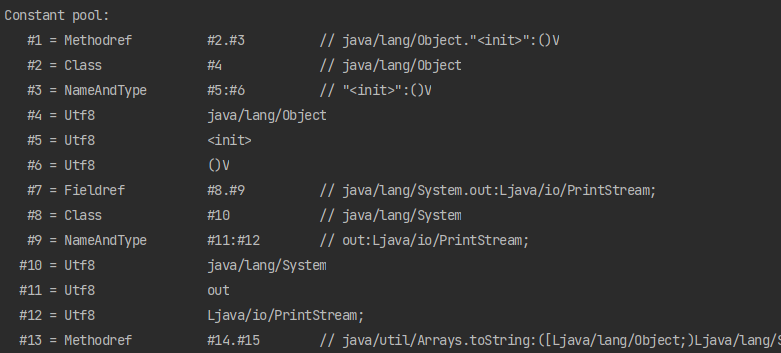 Constant pool:
#1 = Methodref #2.#3 // java/lang/Object."<init>":()V
#2 = Class #4 // java/lang/Object
#3 = NameAndType #5:#6 // "<init>":()V
#4 = Utf8 java/lang/Object
#5 = Utf8 <init>
#6 = Utf8 ()V
#7 = Fieldref #8.#9 // java/lang/System.out:Ljava/io/PrintStream;
#8 = Class #10 // java/lang/System
#9 = NameAndType #11:#12 // out:Ljava/io/PrintStream;
#10 = Utf8 java/lang/System
#11 = Utf8 out
#12 = Utf8 Ljava/io/PrintStream;
#13 = Methodref #14.#15 // java/util/Arrays.toString:([Ljava/lang/Object;)Ljava/lang/S